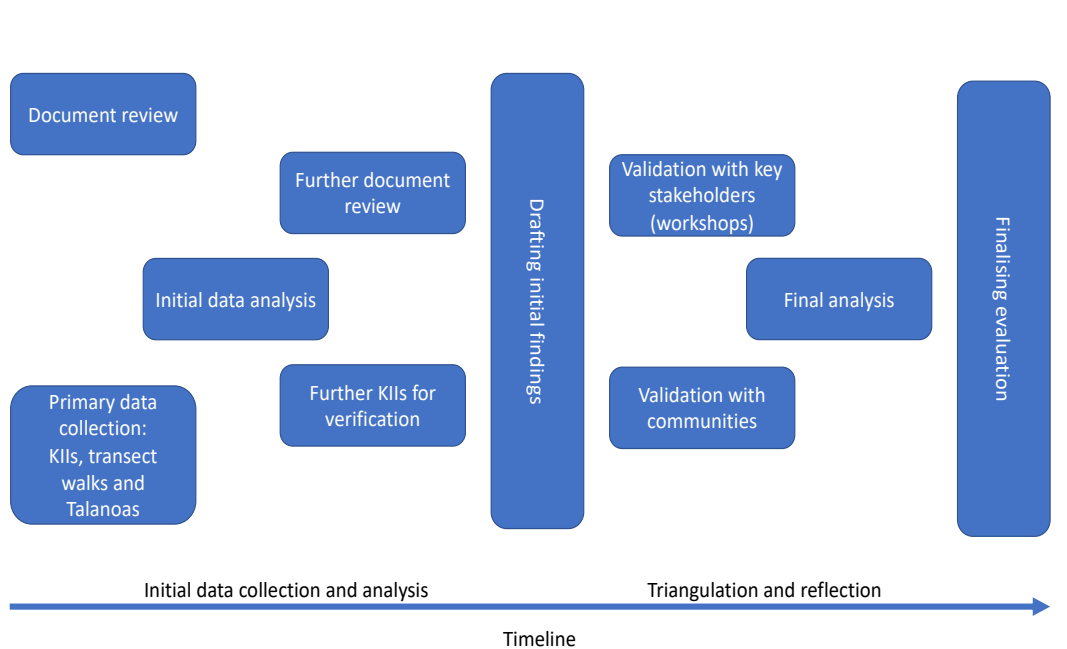 Document review
Primary data
collection:
KIIs, transect
walks and
Talanoas
Initial data analysis
Further document
review
Further KIIs for
verification
Drafting initial findings
Validation with key
stakeholders
(workshops)
Validation with
communities
Final analysis
Finalising evaluation
Initial data collection and analysis
Triangulation and reflection
Timeline